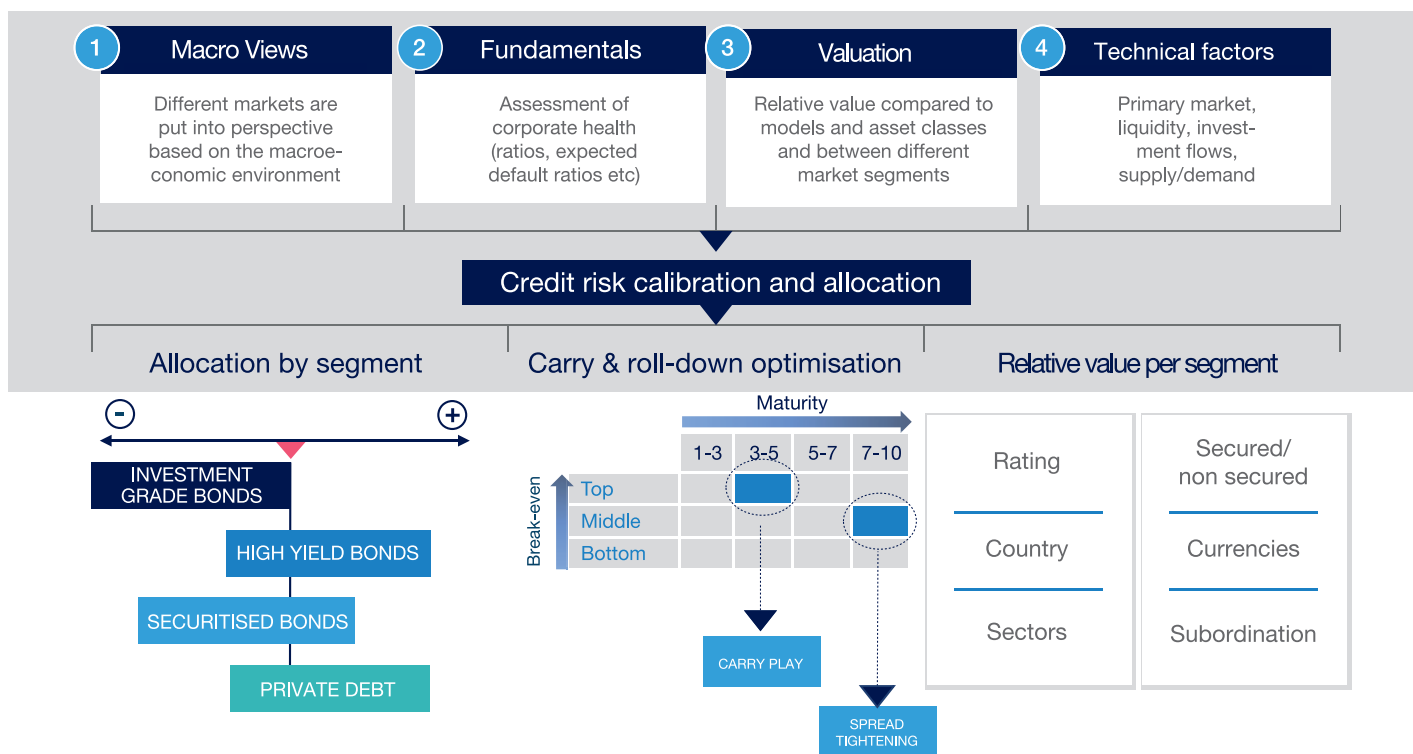 1
Macro Views
Different markets are
put into perspective
based on the macroe-
conomic environment
2
Fundamentals
Assessment of
corporate health
(ratios, expected
default ratios etc)
3
Valuation
Relative value compared to
models and asset classes
and between different
market segments
4
Technical factors
Primary market,
liquidity, invest-
ment flows,
supply/demand
Credit risk calibration and allocation
Allocation by segment
-
+
INVESTMENT
GRADE BONDS
HIGH YIELD BONDS
SECURITISED BONDS
PRIVATE DEBT
Carry & roll-down optimisation
Maturity
1-3 3-5 5-7 7-10
Break-even
Top
Middle
Bottom
CARRY PLAY
SPREAD
TIGHTENING
Relative value per segment
Rating
Country
Sectors
Secured/
non secured
Currencies
Subordination